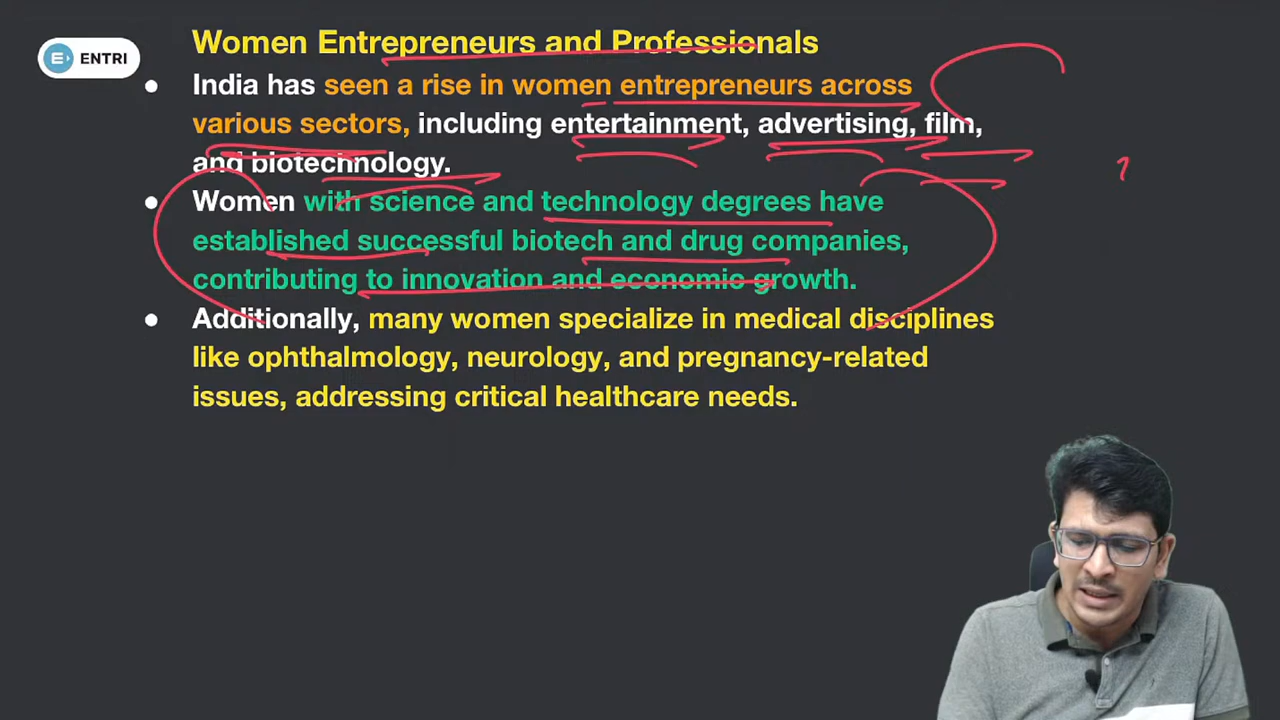 Women Entrepreneurs and Professionals
ENTRI
● India has seen a rise in women entrepreneurs across
various sectors, including entertainment, advertising, film,
and biotechnology.
● Women with science and technology degrees have
established successful biotech and drug companies,
contributing to innovation and economic growth.
● Additionally, many women specialize in medical disciplines
like ophthalmology, neurology, and pregnancy-related
issues, addressing critical healthcare needs.